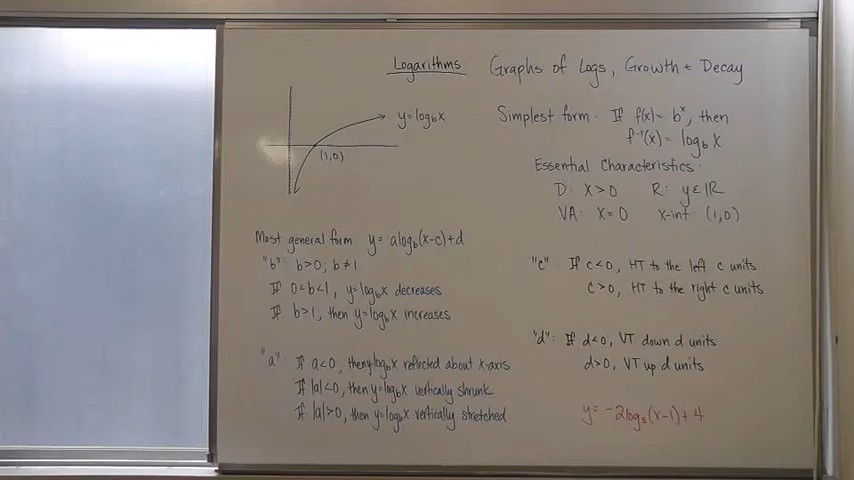 Logarithms: Graphs of Logs, Growth + Decay
y=log_b x
(1,0)
Simplest form: If f(x) = b^x, then
f^-1(x) = log_b x
Essential Characteristics:
D: x>0 R: y∈ℝ
VA: x=0 x-int: (1,0)
Most general form y= alog_b(x-c)+d
"b": b>0; b≠1
If 0<b<1, y=log_b x decreases
If b>1, then y=log_b x increases
"a": If a<0, then y=log_b x reflected about x-axis
If |a|<0, then y=log_b x vertically shrunk
If |a|>0, then y=log_b x vertically stretched
"c": If c<0, HT to the left c units
c>0, HT to the right c units
"d": If d<0, VT down d units
d>0, VT up d units
y= -2log_3(x-1)+4